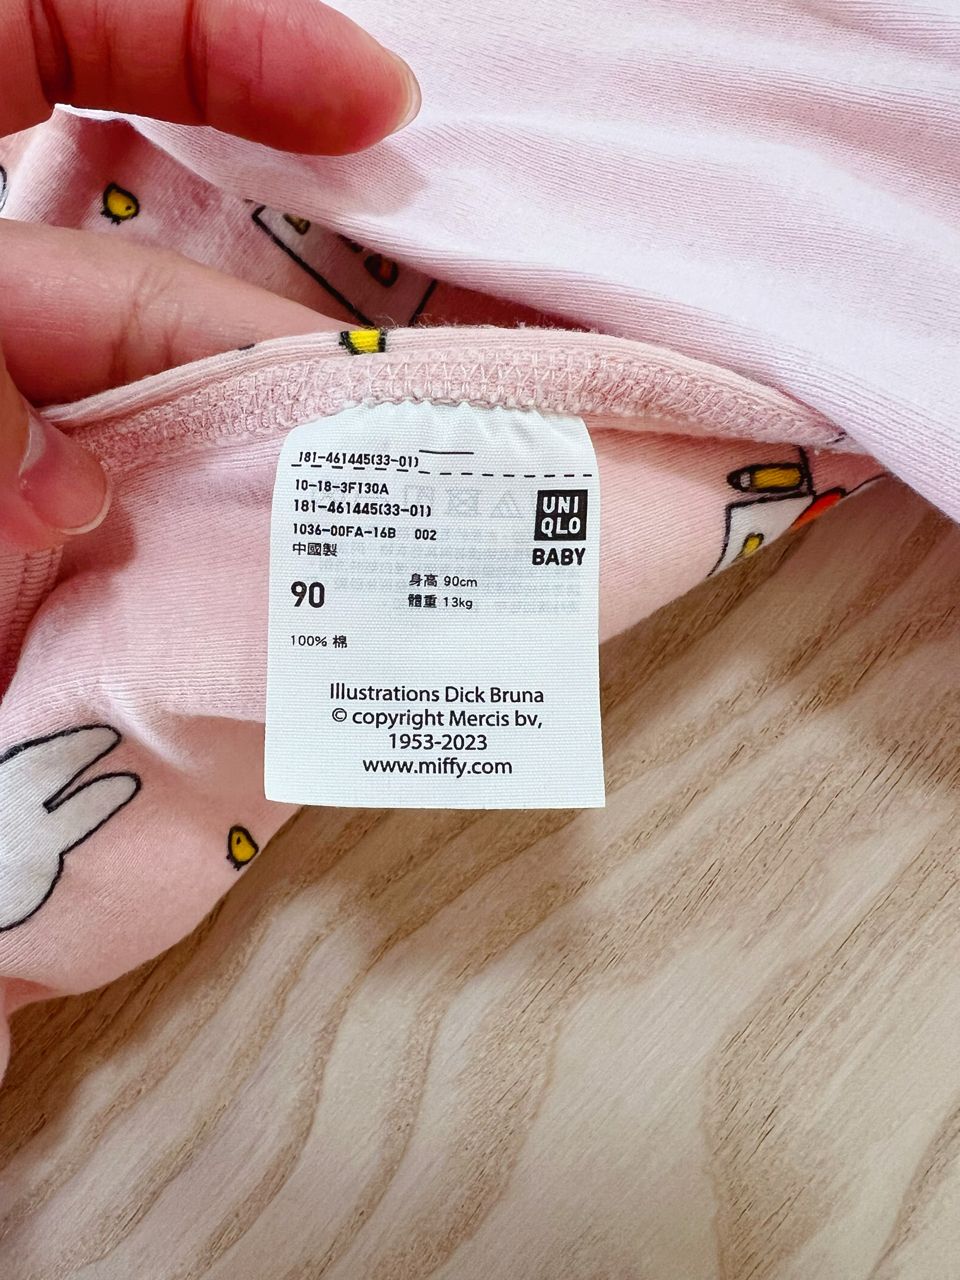 181-461445(33-01)
10-18-3F130A
181-461445(33-01)
1036-00FA-16B 002
中國製
UNI
QLO
BABY
90
身高 90cm
體重 13kg
100% 棉
Illustrations Dick Bruna
© copyright Mercis bv,
1953-2023
www.miffy.com